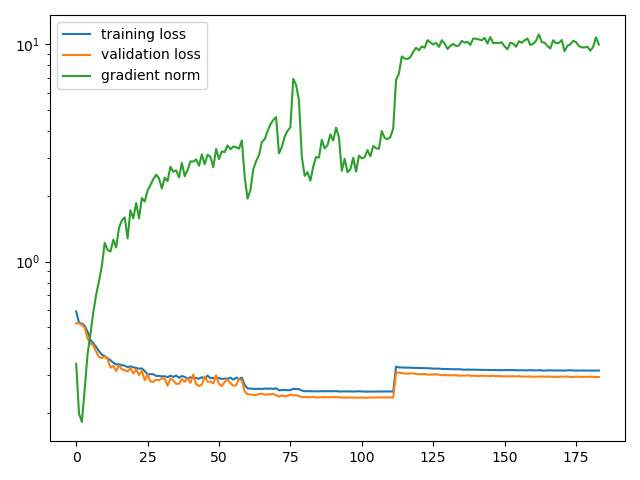 training loss
validation loss
gradient norm
10¹
10⁰
0 25 50 75 100 125 150 175